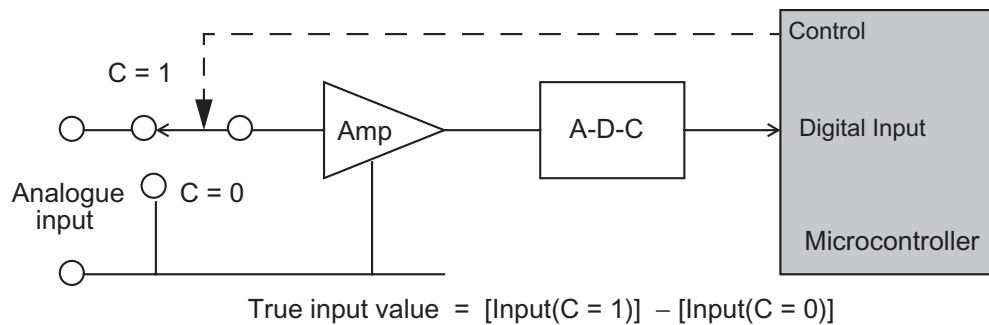 Control
C = 1
Amp
A-D-C
Digital Input
Analogue
input
C = 0
Microcontroller
True input value = [Input(C = 1)] – [Input(C = 0)]